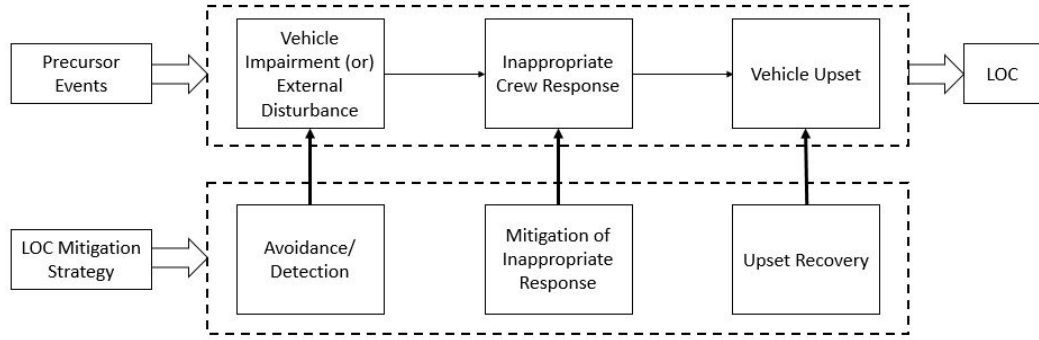 Precursor
Events
Vehicle
Impairment (or)
External
Disturbance
Inappropriate
Crew Response
Vehicle Upset
LOC
LOC Mitigation
Strategy
Avoidance/
Detection
Mitigation of
Inappropriate
Response
Upset Recovery